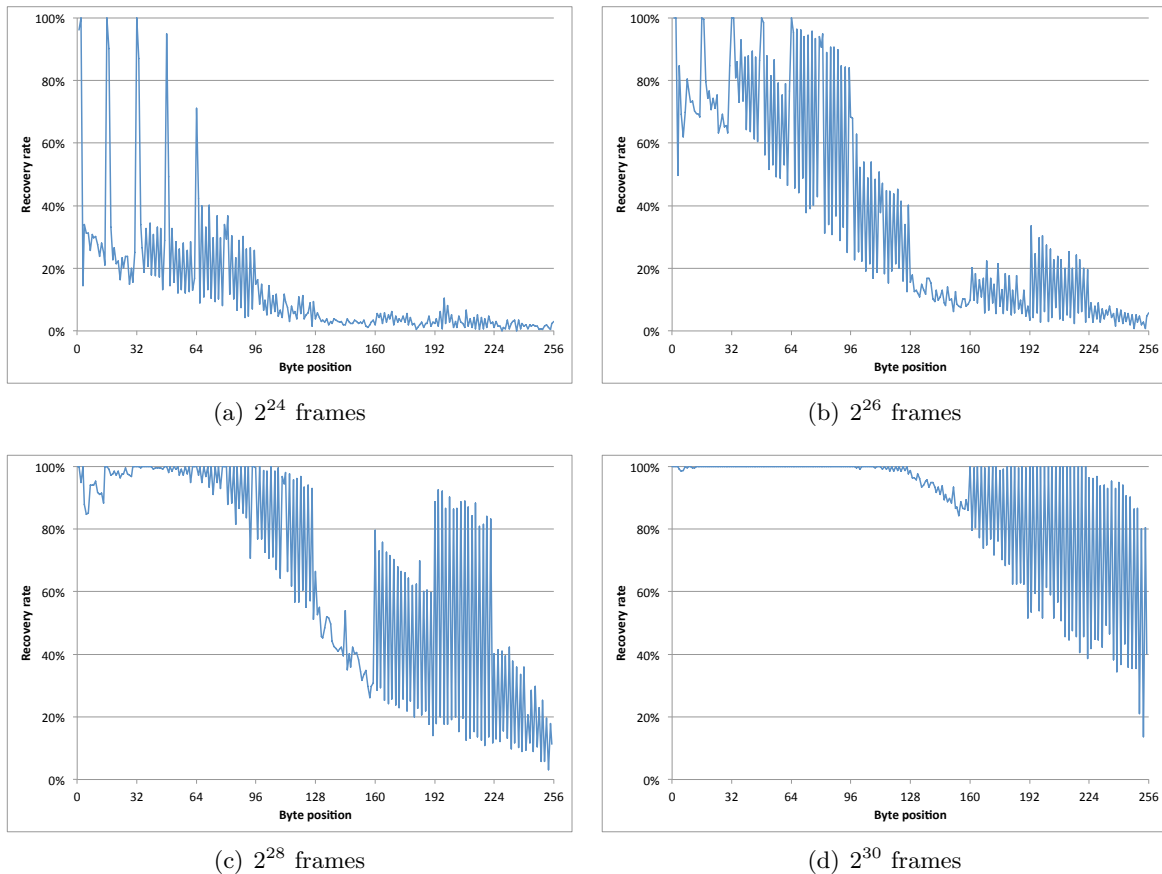 100%
80%
60%
40%
20%
0%
Recovery rate
0 32 64 96 128 160 192 224 256
Byte position
(a) 2^24 frames
100%
80%
60%
40%
20%
0%
Recovery rate
0 32 64 96 128 160 192 224 256
Byte position
(b) 2^26 frames
100%
80%
60%
40%
20%
0%
Recovery rate
0 32 64 96 128 160 192 224 256
Byte position
(c) 2^28 frames
100%
80%
60%
40%
20%
0%
Recovery rate
0 32 64 96 128 160 192 224 256
Byte position
(d) 2^30 frames